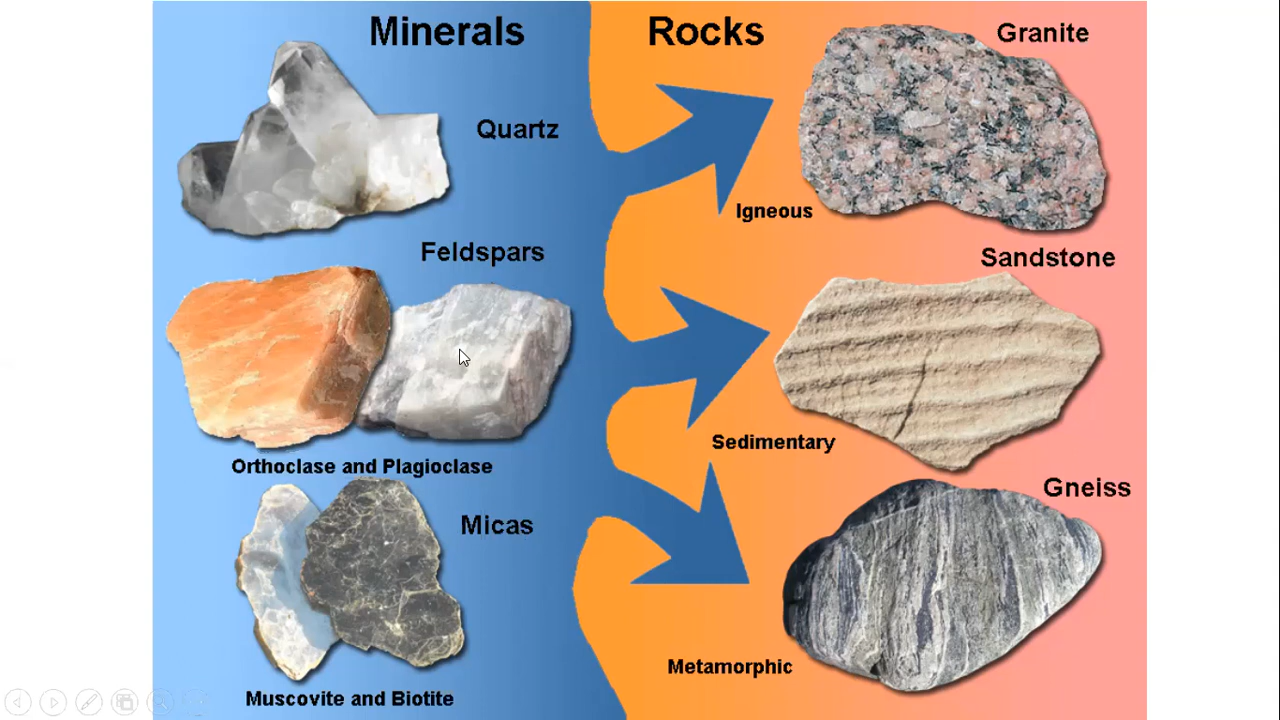 Minerals
Rocks
Granite
Quartz
Igneous
Feldspars
Sandstone
Orthoclase and Plagioclase
Sedimentary
Micas
Gneiss
Metamorphic
Muscovite and Biotite